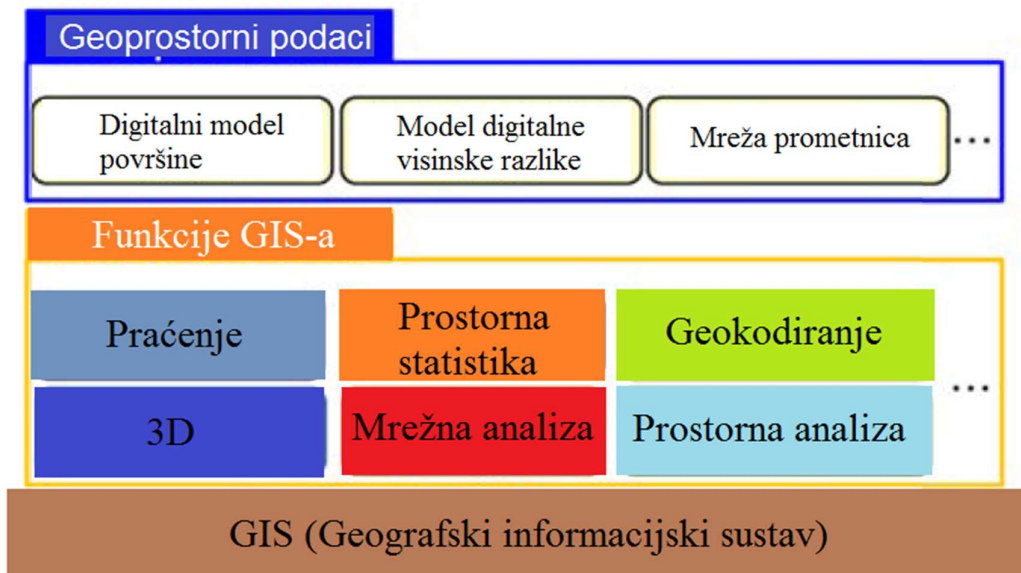 Geoprostorni podaci
Digitalni model
površine
Model digitalne
visinske razlike
Mreža prometnica
...
Funkcije GIS-a
Praćenje
Prostorna
statistika
Geokodiranje
3D
Mrežna analiza
Prostorna analiza
...
GIS (Geografski informacijski sustav)